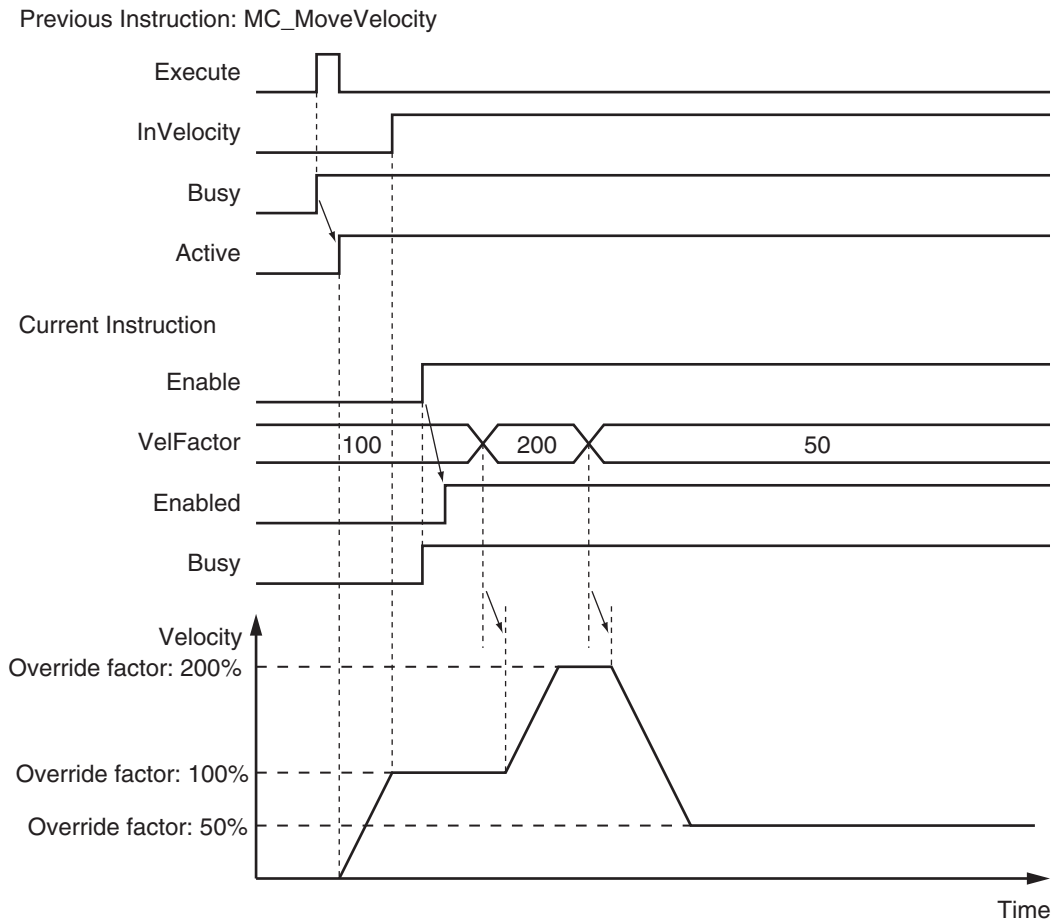 Previous Instruction: MC_MoveVelocity
Execute
InVelocity
Busy
Active
Current Instruction
Enable
VelFactor
100
200
50
Enabled
Busy
Velocity
Override factor: 200%
Override factor: 100%
Override factor: 50%
Time